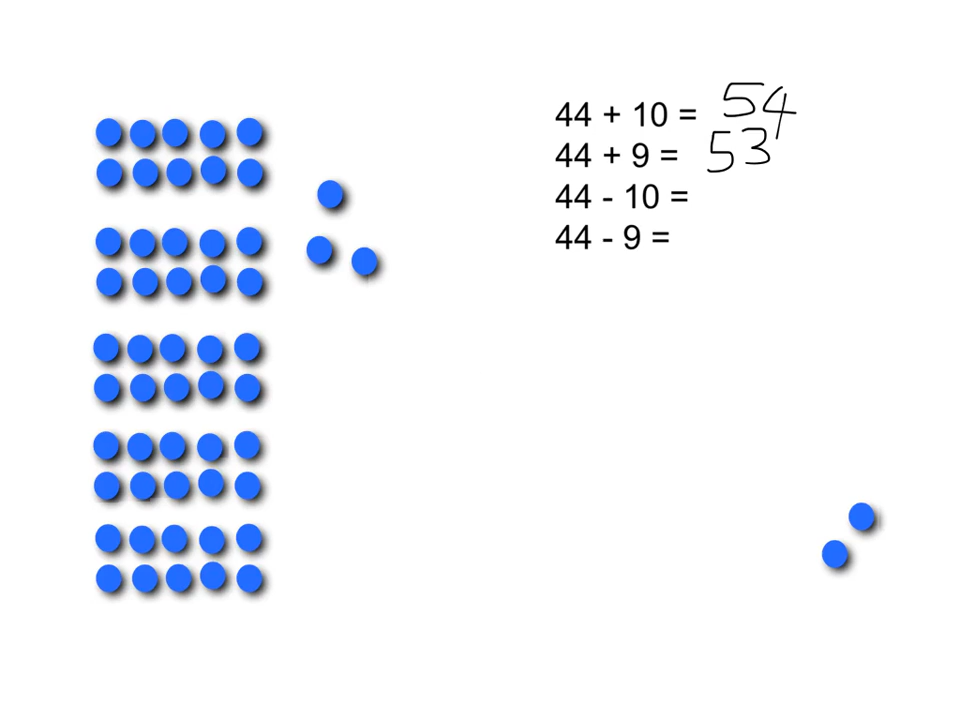 44 + 10 = 54
44 + 9 = 53
44 - 10 =
44 - 9 =